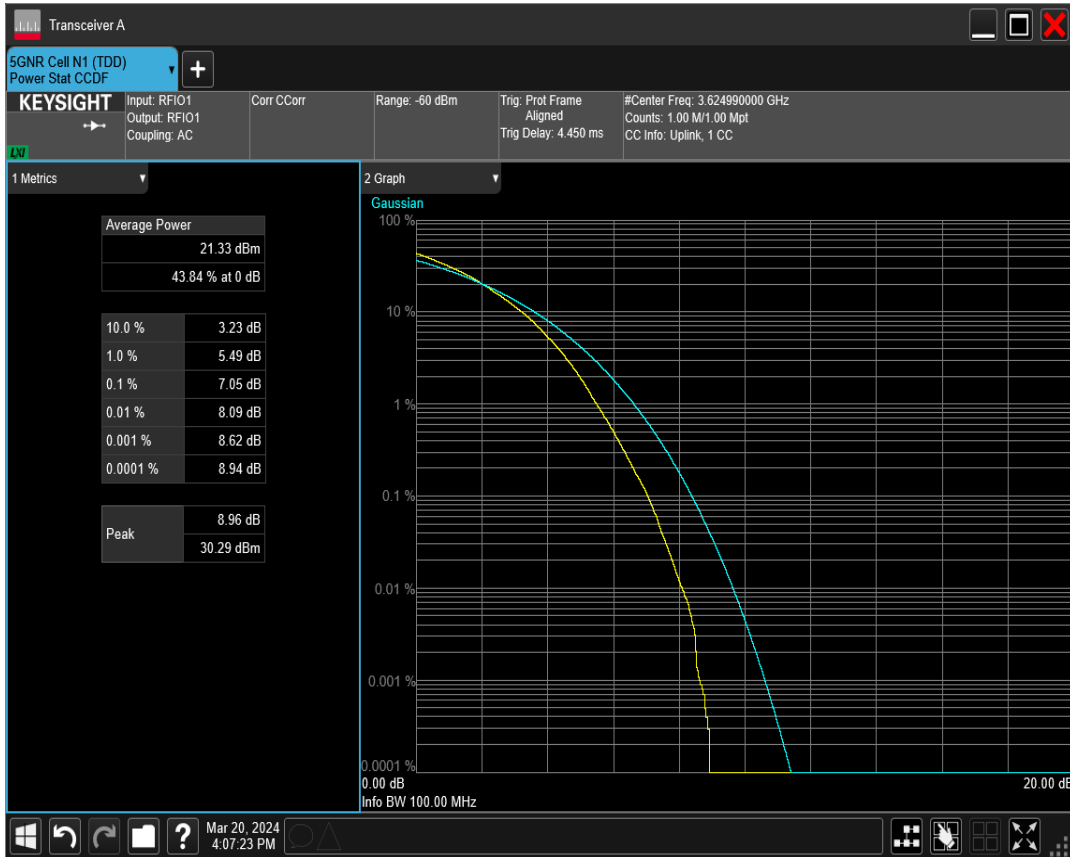 Transceiver A
5GNR Cell N1 (TDD)
Power Stat CCDF
+
KEYSIGHT
LXI
Input: RFIO1
Output: RFIO1
Coupling: AC
Corr CCorr
Range: -60 dBm
Trig: Prot Frame
Aligned
Trig Delay: 4.450 ms
#Center Freq: 3.624990000 GHz
Counts: 1.00 M/1.00 Mpt
CC Info: Uplink, 1 CC
1 Metrics
Average Power
21.33 dBm
43.84 % at 0 dB
10.0 % 3.23 dB
1.0 % 5.49 dB
0.1 % 7.05 dB
0.01 % 8.09 dB
0.001 % 8.62 dB
0.0001 % 8.94 dB
Peak
8.96 dB
30.29 dBm
2 Graph
Gaussian
100 %
10 %
1 %
0.1 %
0.01 %
0.001 %
0.0001 %
0.00 dB 20.00 dB
Info BW 100.00 MHz
?
Mar 20, 2024
4:07:23 PM